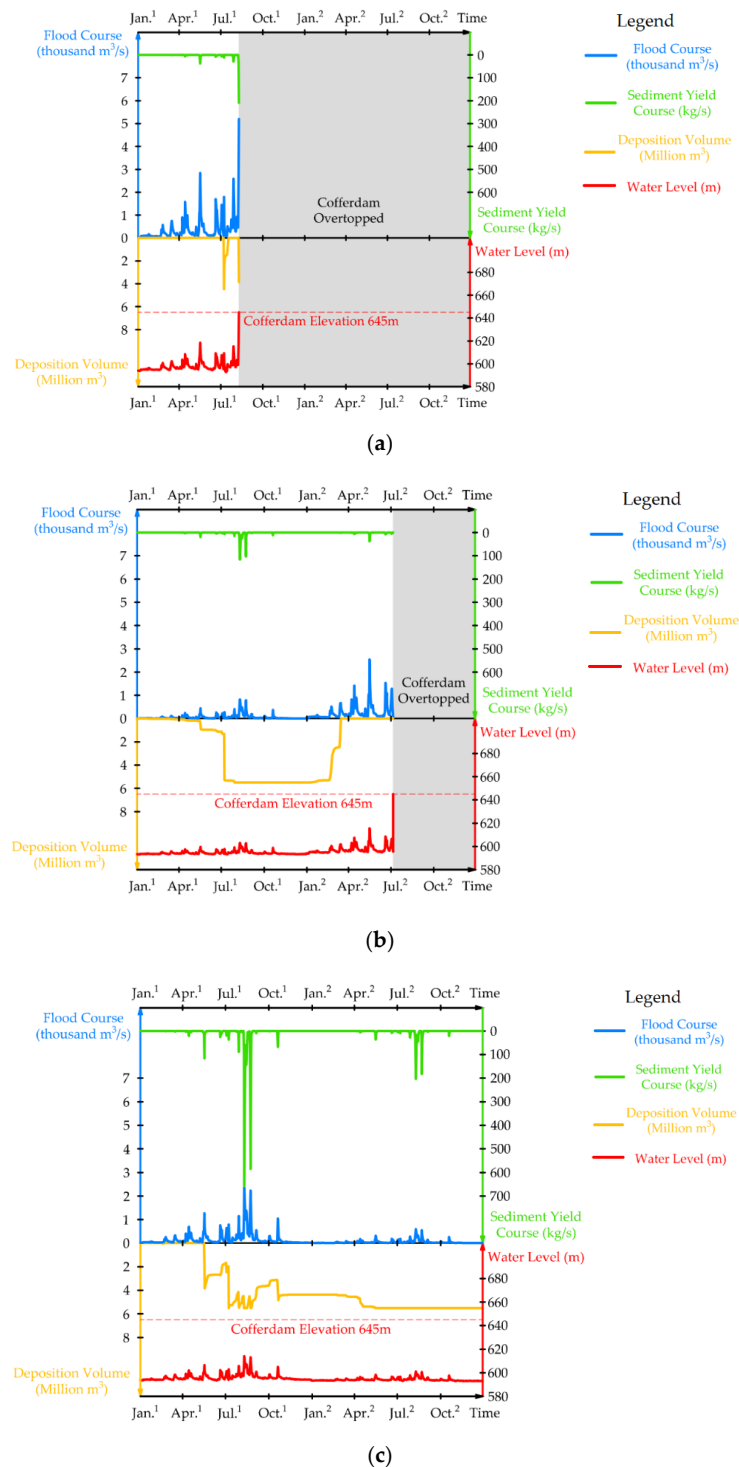 Jan.¹ Apr.¹ Jul.¹ Oct.¹ Jan.² Apr.² Jul.² Oct.² Time
Flood Course
(thousand m³/s)
7
6
5
4
3
2
1
0
0
100
200
300
400
500
600
Sediment Yield
Course (kg/s)
Cofferdam
Overtopped
Water Level (m)
2
4
6
8
680
660
640
620
600
580
Cofferdam Elevation 645m
Deposition Volume
(Million m³)
Jan.¹ Apr.¹ Jul.¹ Oct.¹ Jan.² Apr.² Jul.² Oct.² Time
Legend
Flood Course
(thousand m³/s)
Sediment Yield
Course (kg/s)
Deposition Volume
(Million m³)
Water Level (m)
(a)
Jan.¹ Apr.¹ Jul.¹ Oct.¹ Jan.² Apr.² Jul.² Oct.² Time
Flood Course
(thousand m³/s)
7
6
5
4
3
2
1
0
0
100
200
300
400
500
600
Sediment Yield
Course (kg/s)
Cofferdam
Overtopped
Water Level (m)
2
4
6
8
680
660
640
620
600
580
Cofferdam Elevation 645m
Deposition Volume
(Million m³)
Jan.¹ Apr.¹ Jul.¹ Oct.¹ Jan.² Apr.² Jul.² Oct.² Time
Legend
Flood Course
(thousand m³/s)
Sediment Yield
Course (kg/s)
Deposition Volume
(Million m³)
Water Level (m)
(b)
Jan.¹ Apr.¹ Jul.¹ Oct.¹ Jan.² Apr.² Jul.² Oct.² Time
Flood Course
(thousand m³/s)
7
6
5
4
3
2
1
0
0
100
200
300
400
500
600
700
Sediment Yield
Course (kg/s)
Water Level (m)
2
4
6
8
680
660
640
620
600
580
Cofferdam Elevation 645m
Deposition Volume
(Million m³)
Jan.¹ Apr.¹ Jul.¹ Oct.¹ Jan.² Apr.² Jul.² Oct.² Time
Legend
Flood Course
(thousand m³/s)
Sediment Yield
Course (kg/s)
Deposition Volume
(Million m³)
Water Level (m)
(c)